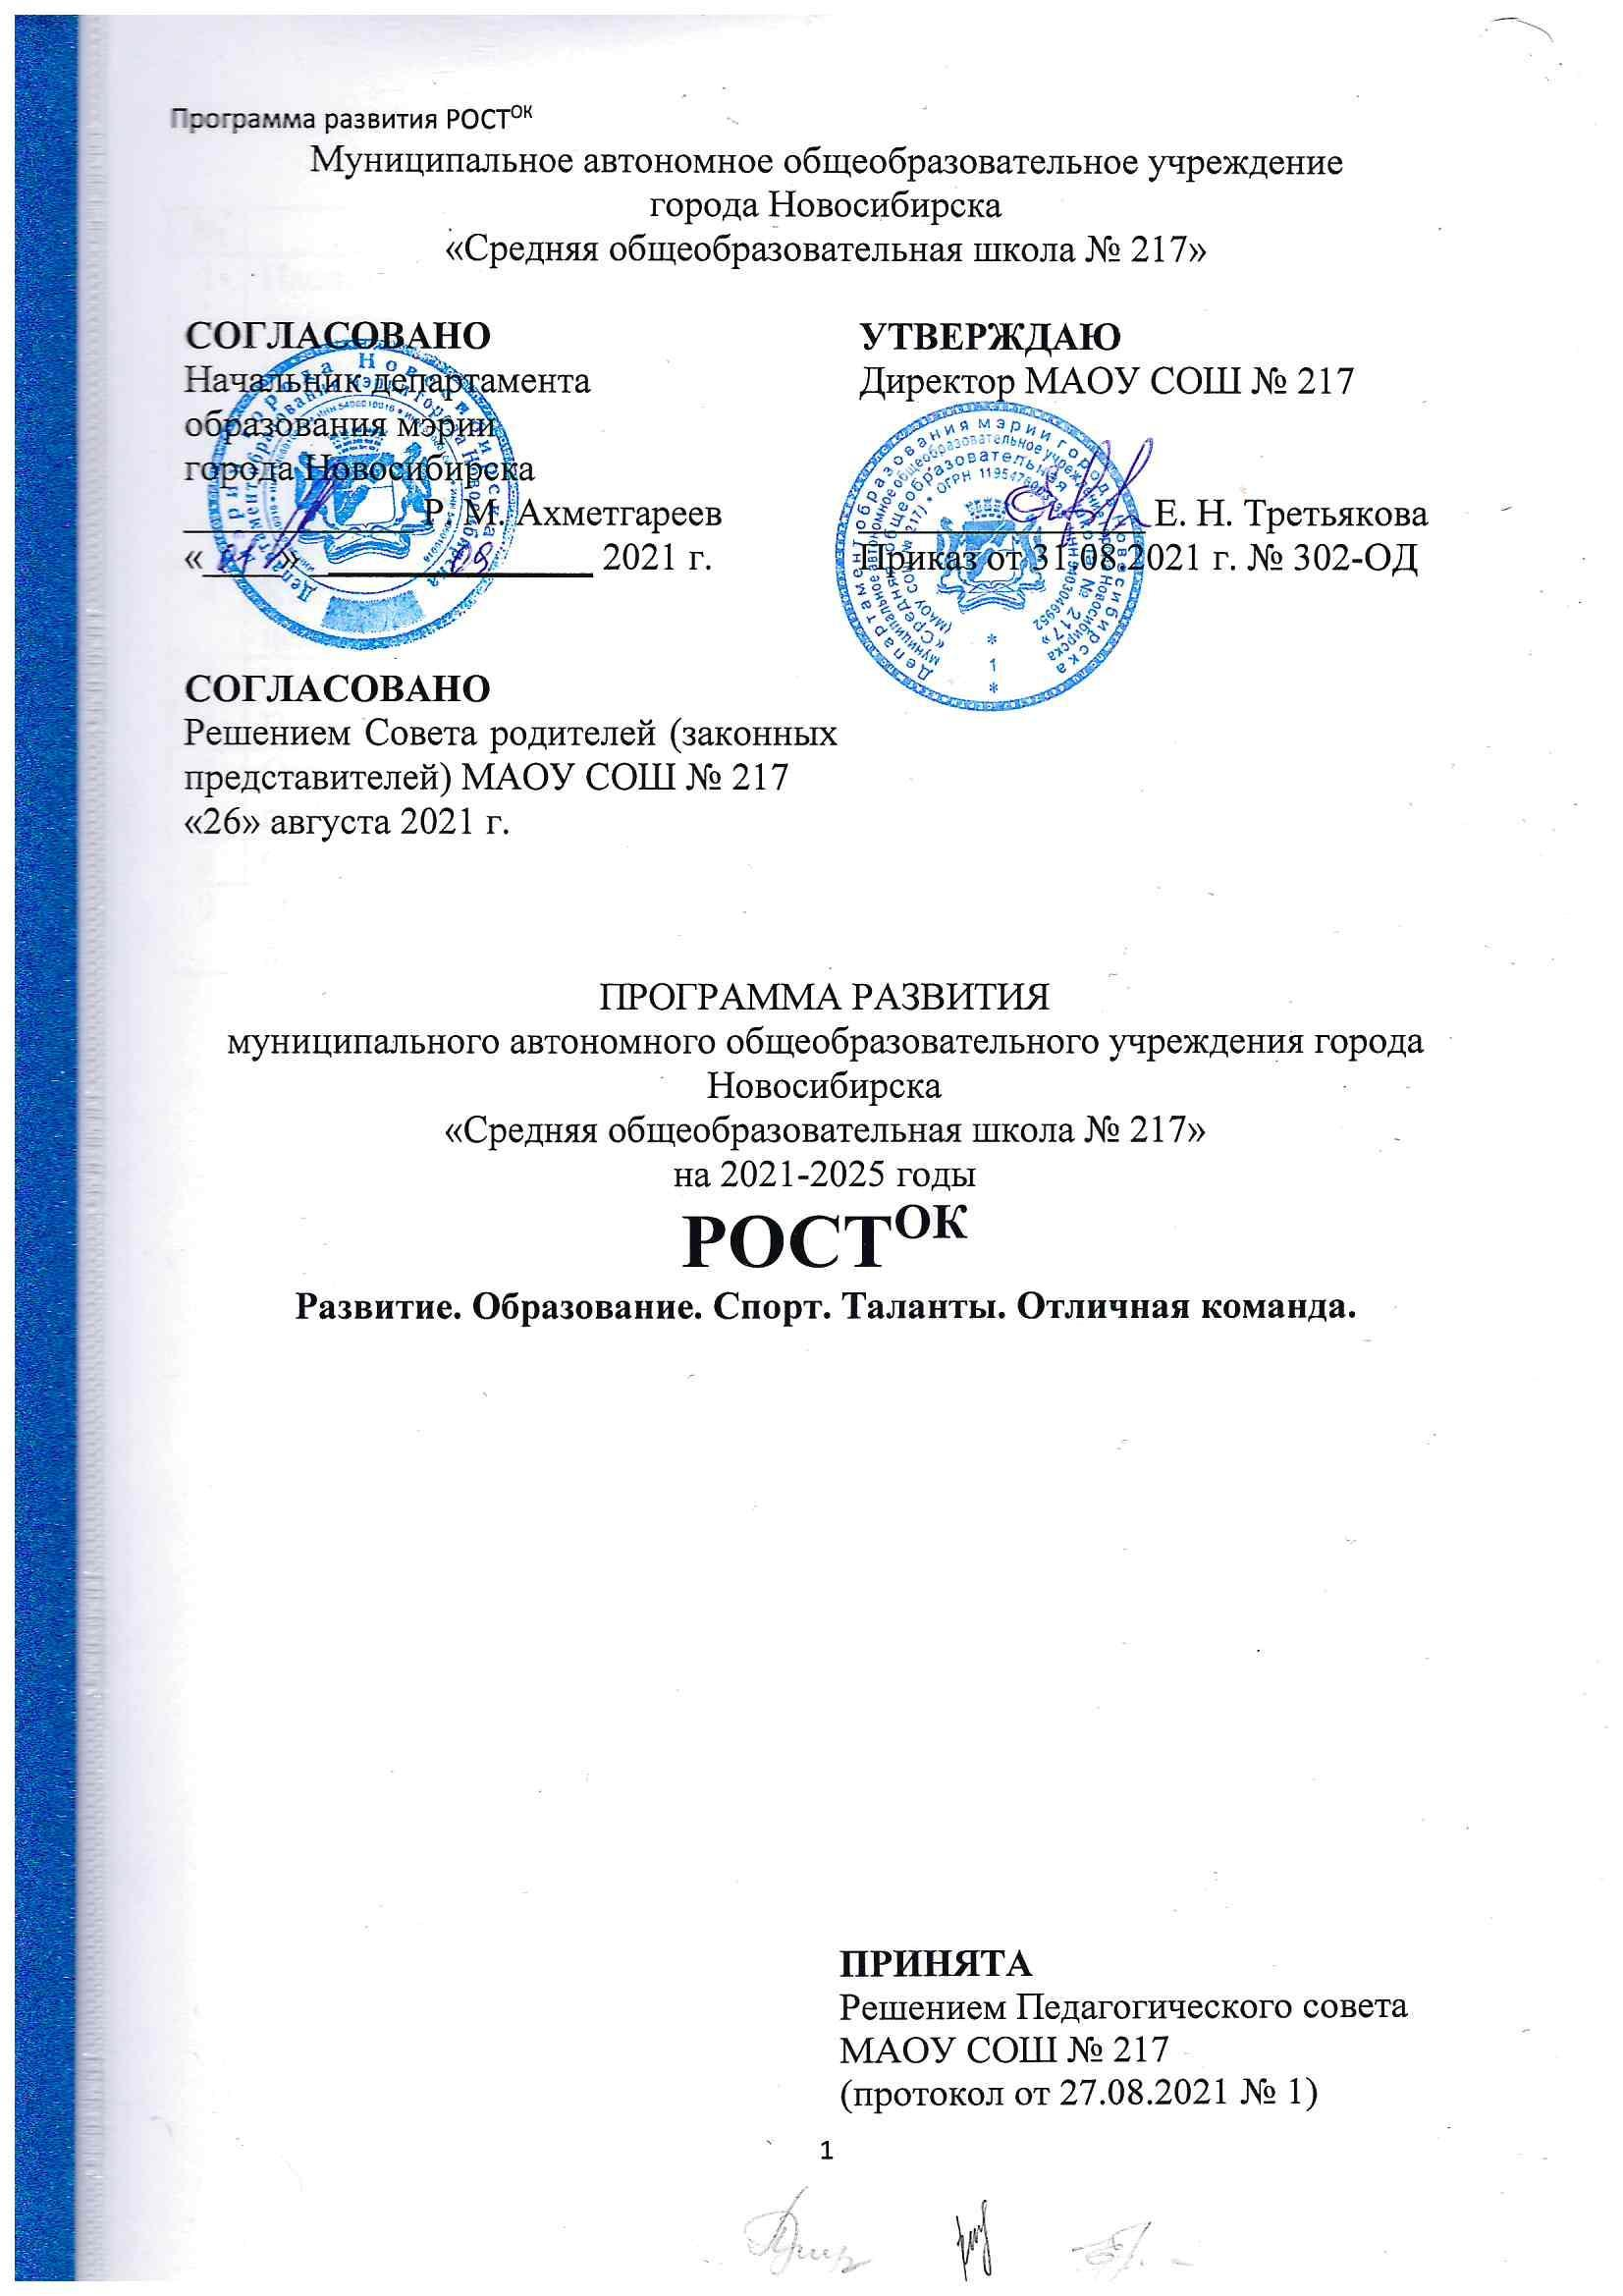 Программа развития РОСТОК
Муниципальное автономное общеобразовательное учреждение
города Новосибирска
«Средняя общеобразовательная школа № 217»
СОГЛАСОВАНО
Начальник департамента
образования мэрии
города Новосибирска
Р. М. Ахметгареев
« » 08 2021 г.
УТВЕРЖДАЮ
Директор МАОУ СОШ № 217
Е. Н. Третьякова
Приказ от 31.08.2021 г. № 302-ОД
СОГЛАСОВАНО
Решением Совета родителей (законных
представителей) МАОУ СОШ № 217
«26» августа 2021 г.
ПРОГРАММА РАЗВИТИЯ
муниципального автономного общеобразовательного учреждения города
Новосибирска
«Средняя общеобразовательная школа № 217»
на 2021-2025 годы
РОСТОК
Развитие. Образование. Спорт. Таланты. Отличная команда.
ПРИНЯТА
Решением Педагогического совета
МАОУ СОШ № 217
(протокол от 27.08.2021 № 1)
1